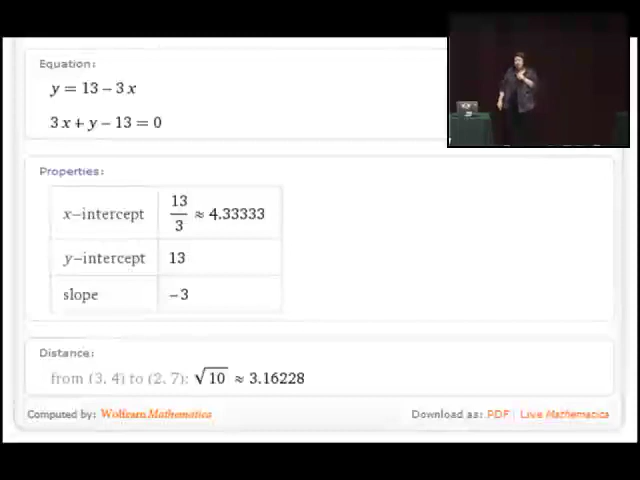 Equation:
y = 13 – 3 x
3 x + y – 13 = 0
Properties:
x–intercept 13/3 ≈ 4.33333
y–intercept 13
slope –3
Distance:
from (3, 4) to (2, 7): √10 ≈ 3.16228
Computed by: Wolfram Mathematica
Download as: PDF | Live Mathematica